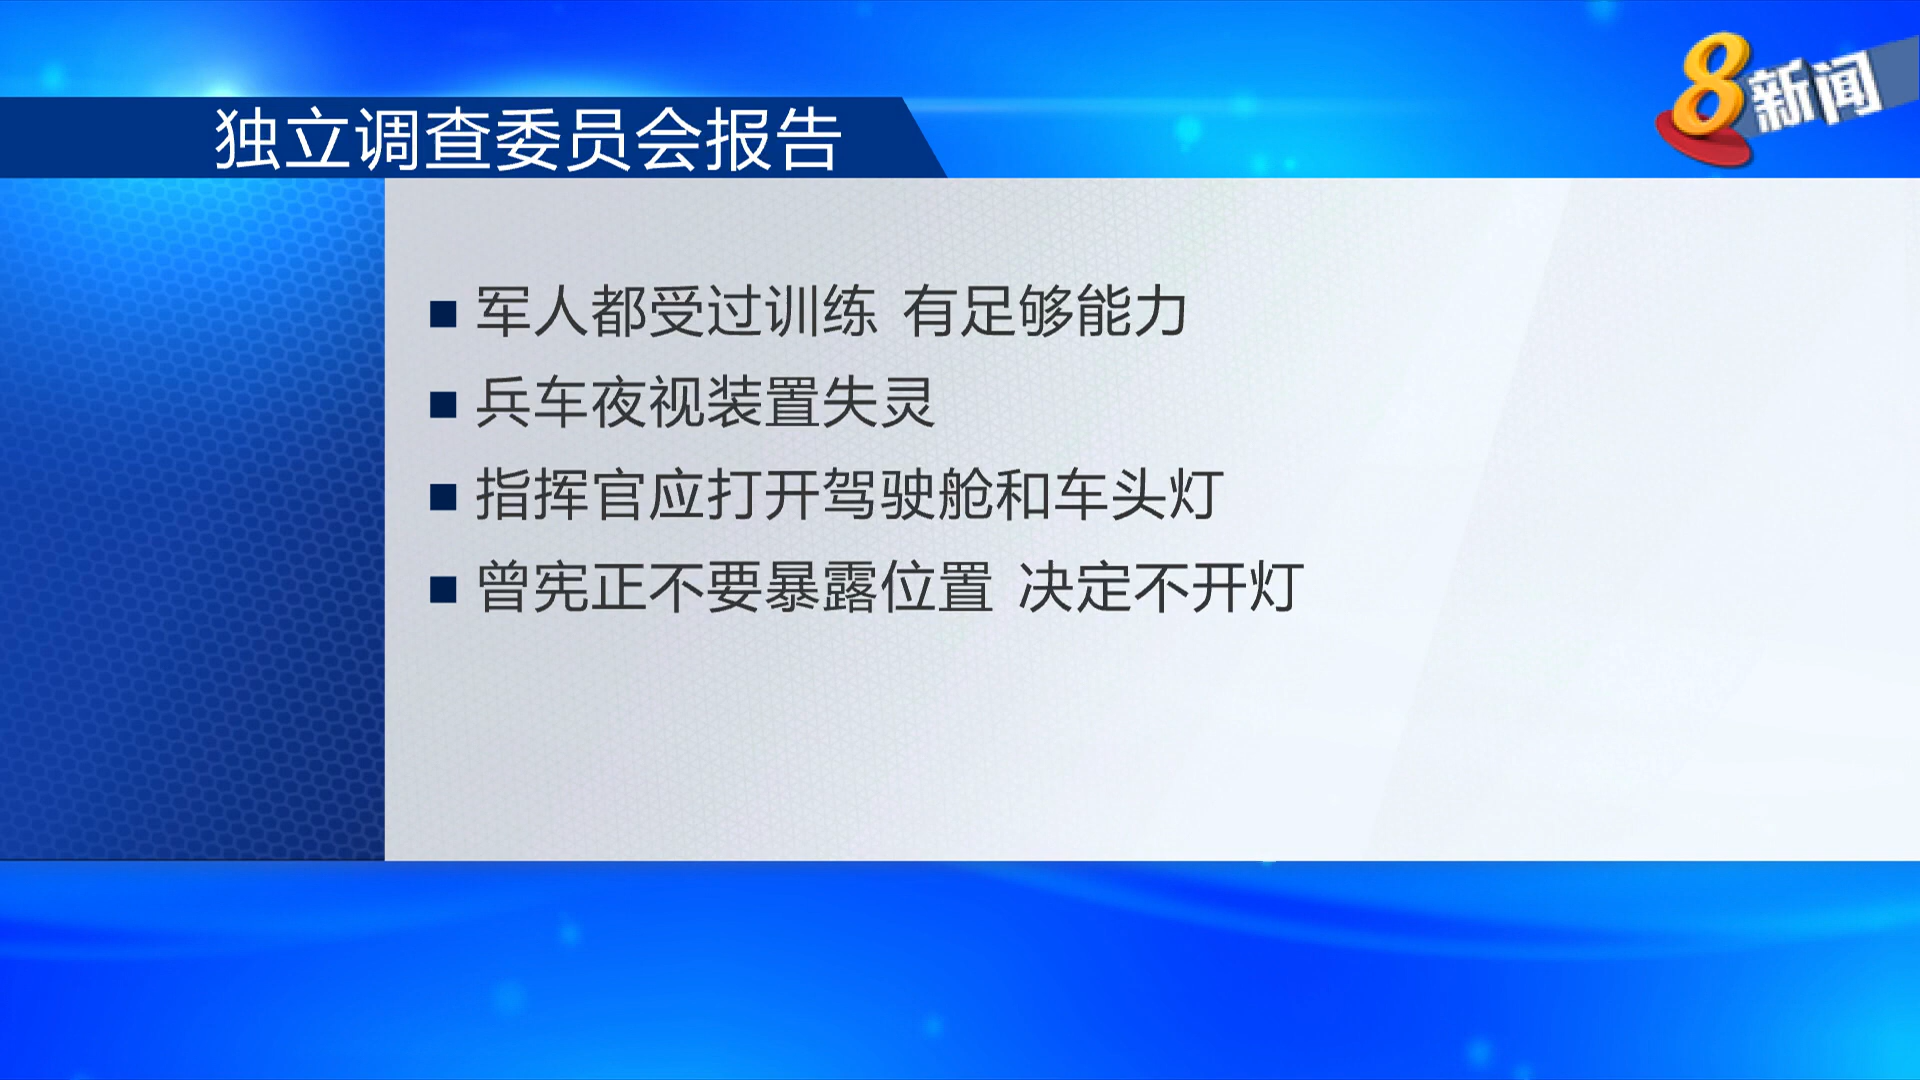 8新闻
独立调查委员会报告
军人都受过训练 有足够能力
兵车夜视装置失灵
指挥官应打开驾驶舱和车头灯
曾宪正不要暴露位置 决定不开灯